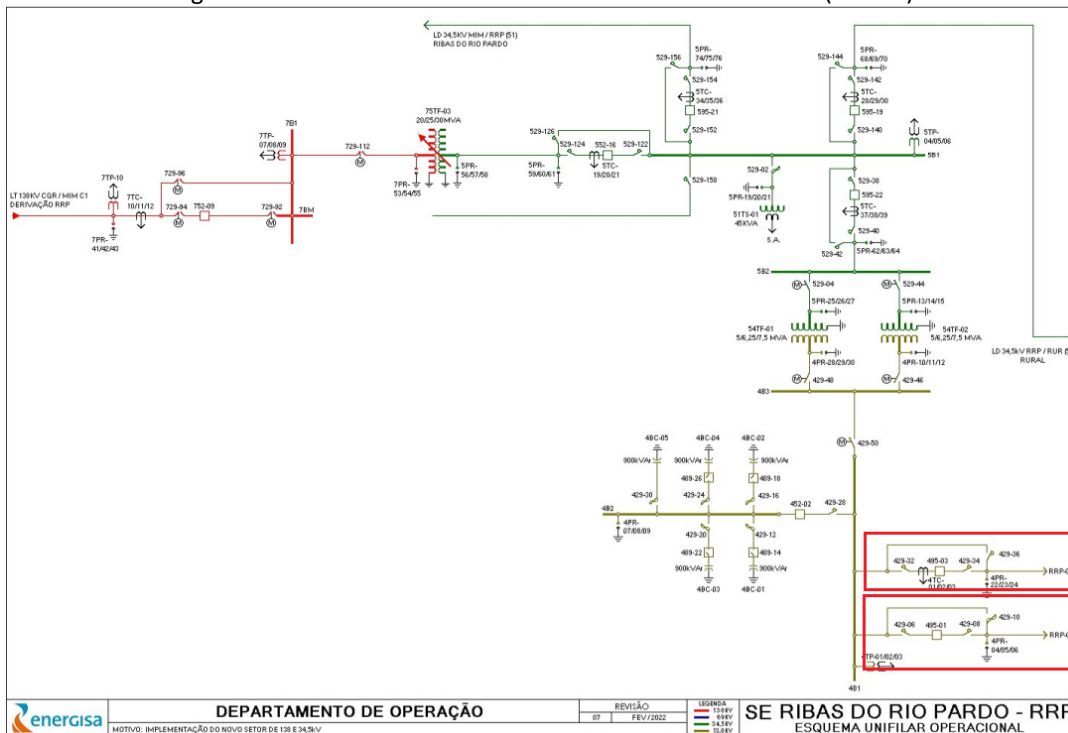 LD 34,5KV MIM / RRP (51)
RIBAS DO RIO PARDO
529-156
5PR-
74/75/76
529-154
5TC-
34/35/36
595-21
529-152
529-144
5PR-
68/69/70
529-142
5TC-
28/29/30
595-19
529-140
5TP-
04/05/06
5B1
7B1
7TP-
07/08/09
729-112
75TF-03
20/25/30MVA
7PR-
53/54/55
5PR-
56/57/58
529-126
529-124
552-16
529-122
5TC-
19/20/21
5PR-
59/60/61
529-158
529-02
5PR-19/20/21
51TS-01
45KVA
S.A.
529-38
595-22
5TC-
37/38/39
529-40
529-42
5PR-62/63/64
LT 138KV CGR / MIM C1
DERIVAÇÃO RRP
7TP-10
729-96
7TC-
10/11/12
729-94
M
752-09
729-92
M
7BM
7PR-
41/42/43
5B2
529-04
529-44
5PR-25/26/27
5PR-13/14/15
54TF-01
5/6,25/7,5 MVA
54TF-02
5/6,25/7,5 MVA
4PR-28/29/30
4PR-10/11/12
429-48
429-46
4B3
LD 34,5kV RRP / RUR (5
RURAL
429-50
4BC-05
4BC-04
4BC-02
900kVAr
900kVAr
900kVAr
489-26
489-18
429-30
429-24
429-16
4B2
452-02
429-28
4PR-
07/08/09
429-20
429-12
489-22
489-14
900kVAr
900kVAr
4BC-03
4BC-01
429-32
495-03
429-34
429-36
4TC-
01/02/03
4PR-
22/23/24
RRP-0
429-06
495-01
429-08
429-10
4PR-
04/05/06
RRP-0
4TP-01/02/03
4B1
energisa
DEPARTAMENTO DE OPERAÇÃO
MOTIVO: IMPLEMENTAÇÃO DO NOVO SETOR DE 138 E 34,5kV
REVISÃO
07
FEV/2022
LEGENDA
138KV
69KV
34,5KV
13,8KV
SE RIBAS DO RIO PARDO - RRP
ESQUEMA UNIFILAR OPERACIONAL